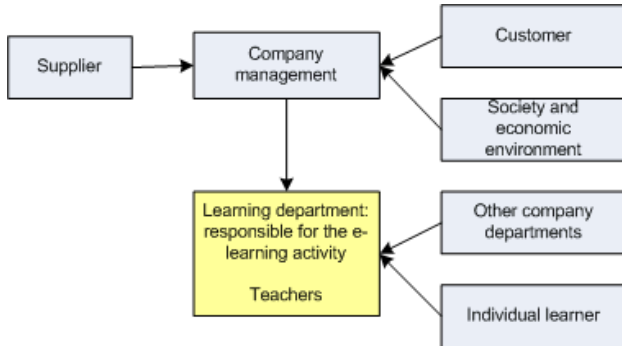 Supplier
Company
management
Customer
Society and
economic
environment
Learning department:
responsible for the e-
learning activity
Teachers
Other company
departments
Individual learner